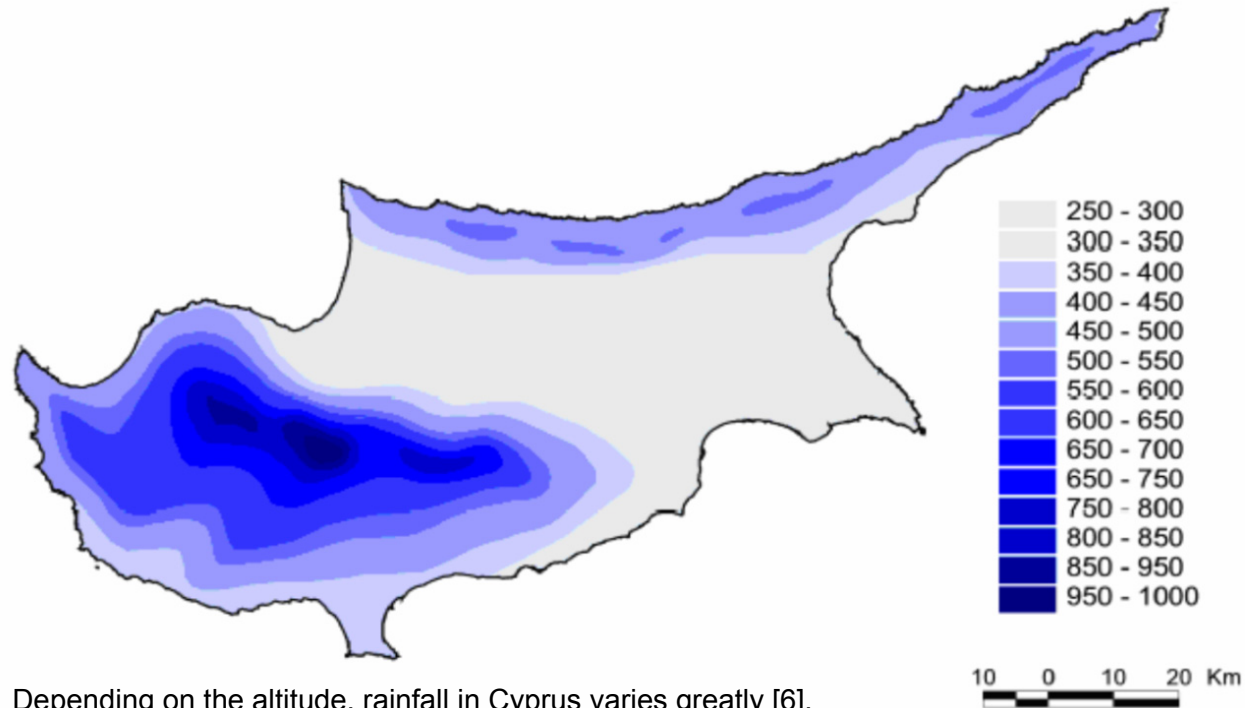 250 - 300
300 - 350
350 - 400
400 - 450
450 - 500
500 - 550
550 - 600
600 - 650
650 - 700
650 - 750
750 - 800
800 - 850
850 - 950
950 - 1000
10 0 10 20 Km
Depending on the altitude, rainfall in Cyprus varies greatly [6].